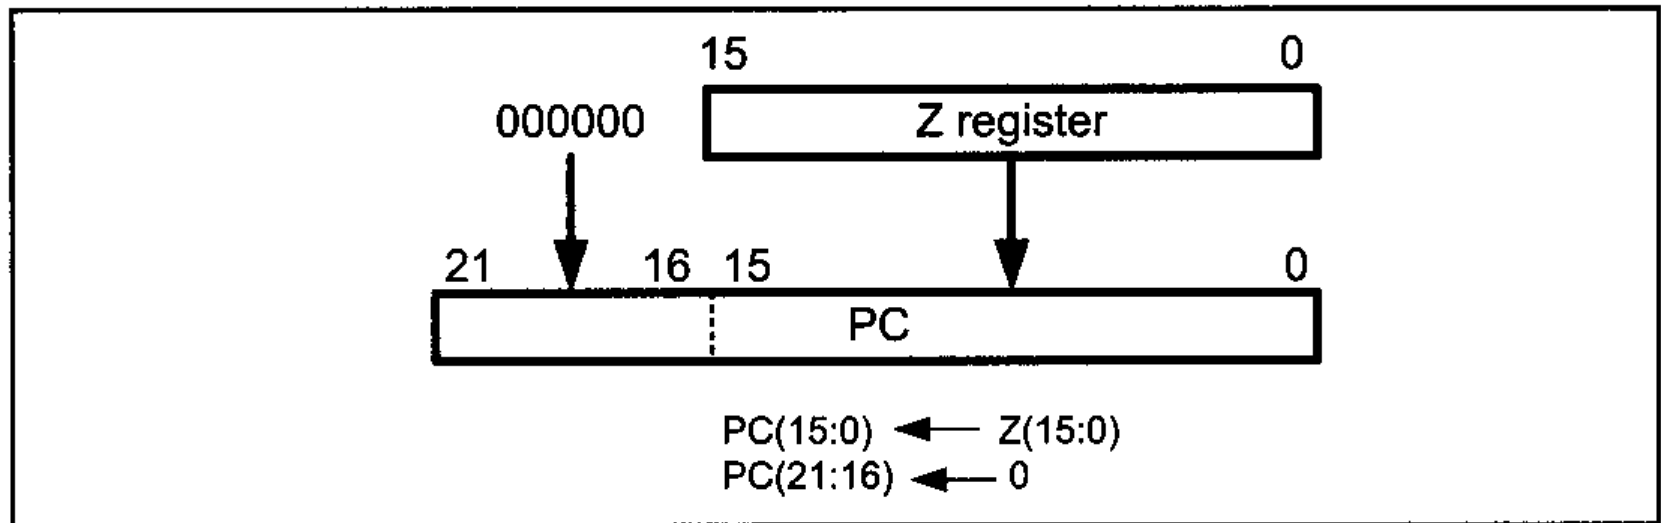 15 0
000000 Z register
21 16 15 0
PC
PC(15:0) ← Z(15:0)
PC(21:16) ← 0